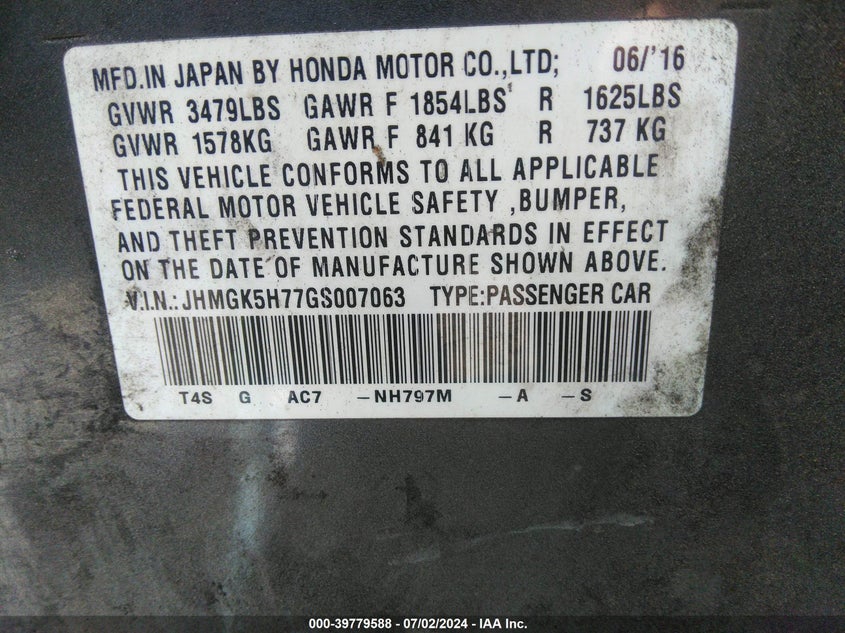 MFD.IN JAPAN BY HONDA MOTOR CO.,LTD; 06/'16
GVWR 3479LBS GAWR F 1854LBS R 1625LBS
GVWR 1578KG GAWR F 841 KG R 737 KG
THIS VEHICLE CONFORMS TO ALL APPLICABLE
FEDERAL MOTOR VEHICLE SAFETY ,BUMPER,
AND THEFT PREVENTION STANDARDS IN EFFECT
ON THE DATE OF MANUFACTURE SHOWN ABOVE.
V.I.N.:JHMGK5H77GS007063 TYPE:PASSENGER CAR
T4S G AC7 –NH797M –A –S
000-39779588 - 07/02/2024 - IAA Inc.